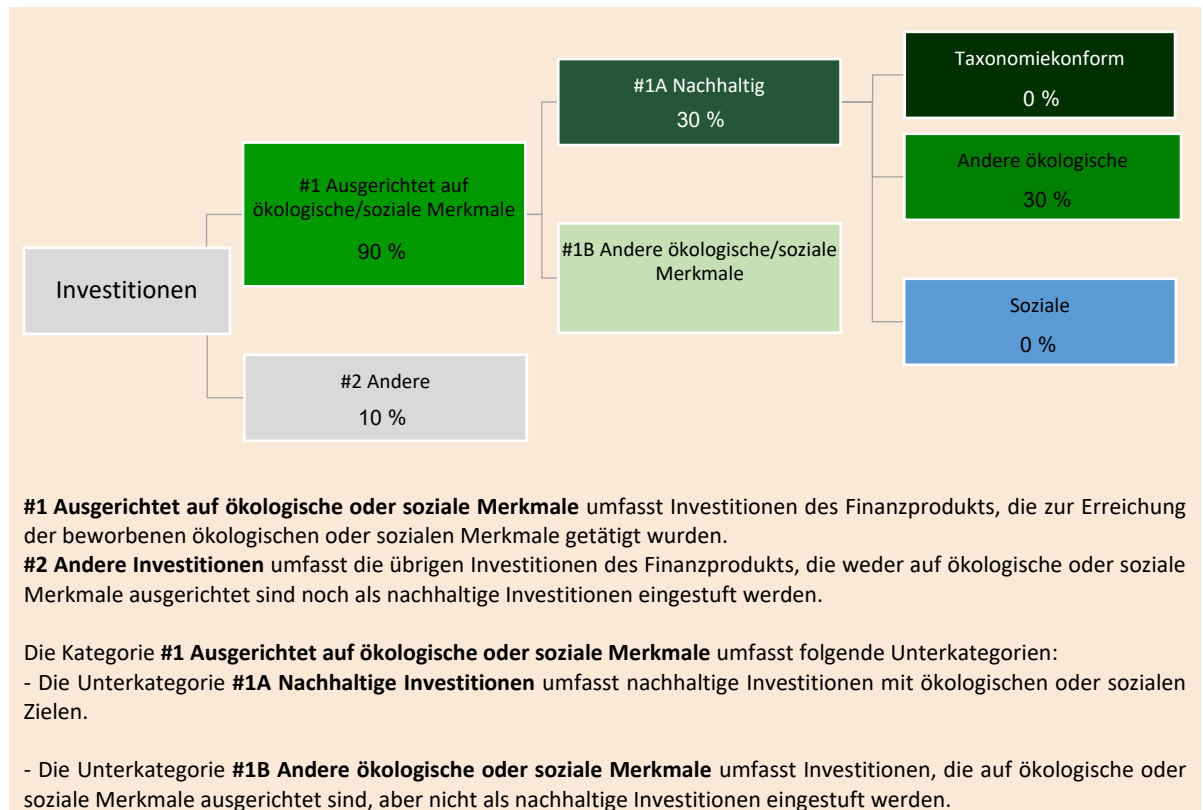 Investitionen
#1 Ausgerichtet auf
ökologische/soziale Merkmale
90 %
#2 Andere
10 %
#1A Nachhaltig
30 %
#1B Andere ökologische/soziale
Merkmale
Taxonomiekonform
0 %
Andere ökologische
30 %
Soziale
0 %
#1 Ausgerichtet auf ökologische oder soziale Merkmale umfasst Investitionen des Finanzprodukts, die zur Erreichung
der beworbenen ökologischen oder sozialen Merkmale getätigt wurden.
#2 Andere Investitionen umfasst die übrigen Investitionen des Finanzprodukts, die weder auf ökologische oder soziale
Merkmale ausgerichtet sind noch als nachhaltige Investitionen eingestuft werden.
Die Kategorie #1 Ausgerichtet auf ökologische oder soziale Merkmale umfasst folgende Unterkategorien:
- Die Unterkategorie #1A Nachhaltige Investitionen umfasst nachhaltige Investitionen mit ökologischen oder sozialen
Zielen.
- Die Unterkategorie #1B Andere ökologische oder soziale Merkmale umfasst Investitionen, die auf ökologische oder
soziale Merkmale ausgerichtet sind, aber nicht als nachhaltige Investitionen eingestuft werden.